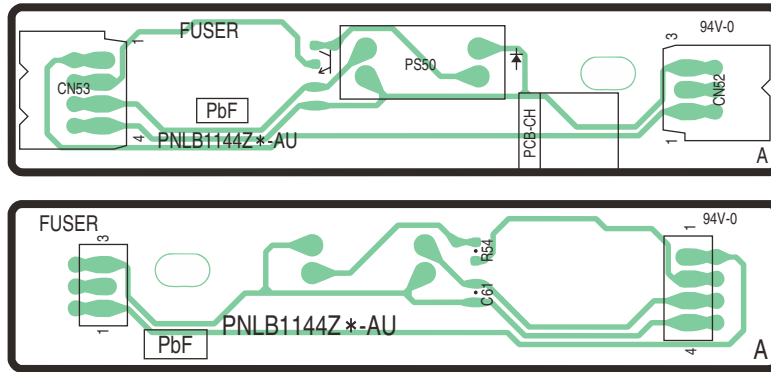 FUSER
1
3
94V-0
CN53
PS50
CN52
PbF
4
PNLB1144Z*-AU
PCB-CH
1
A
FUSER
3
94V-0
1
R54
C61
1
PNLB1144Z*-AU
PbF
4
A